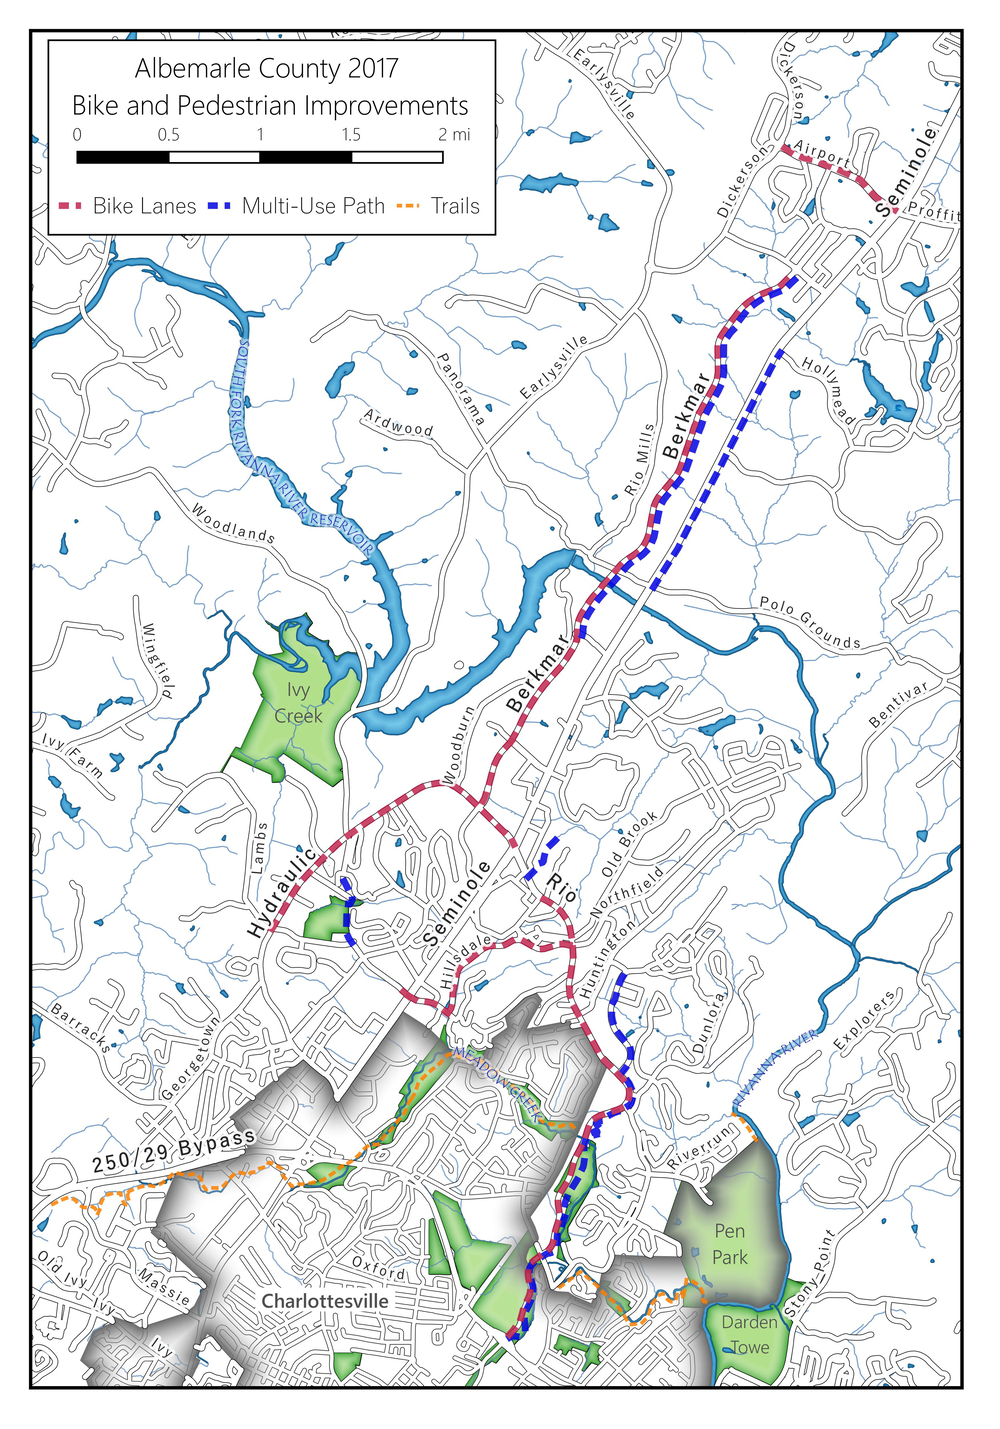 Albemarle County 2017
Bike and Pedestrian Improvements
0 0.5 1 1.5 2 mi
Bike Lanes Multi-Use Path Trails
Earlysville
Dickerson
Airport
Seminole
Dickerson
Proffit
SOUTH FORK RIVANNA RIVER RESERVOIR
Panorama
Earlysville
Hollymead
Berkmar
Ardwood
Rio Mills
Woodlands
Polo Grounds
Wingfield
Ivy
Creek
Berkmar
Bentivar
Woodburn
Ivy Farm
Lambs
Old Brook
Hydraulic
Seminole
Rio
Northfield
Hillsdale
Huntington
Barracks
Georgetown
Dunlora
Explorers
MEADOW CREEK
RIVANNA RIVER
250/29 Bypass
Riverrun
Pen
Park
Old Ivy
Massie
Oxford
Stony Point
Ivy
Charlottesville
Darden
Towe
Ivy